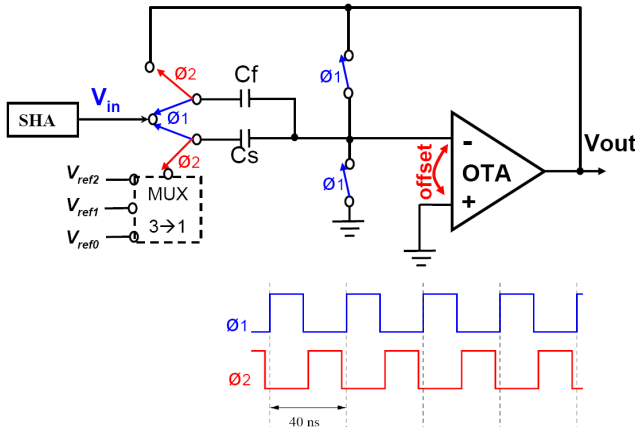 Ø2
Cf
Ø1
SHA
Vin
Ø1
Vout
Ø2
Cs
Ø1
offset
-
OTA
+
Vref2
MUX
Vref1
3→1
Vref0
Ø1
Ø2
40 ns